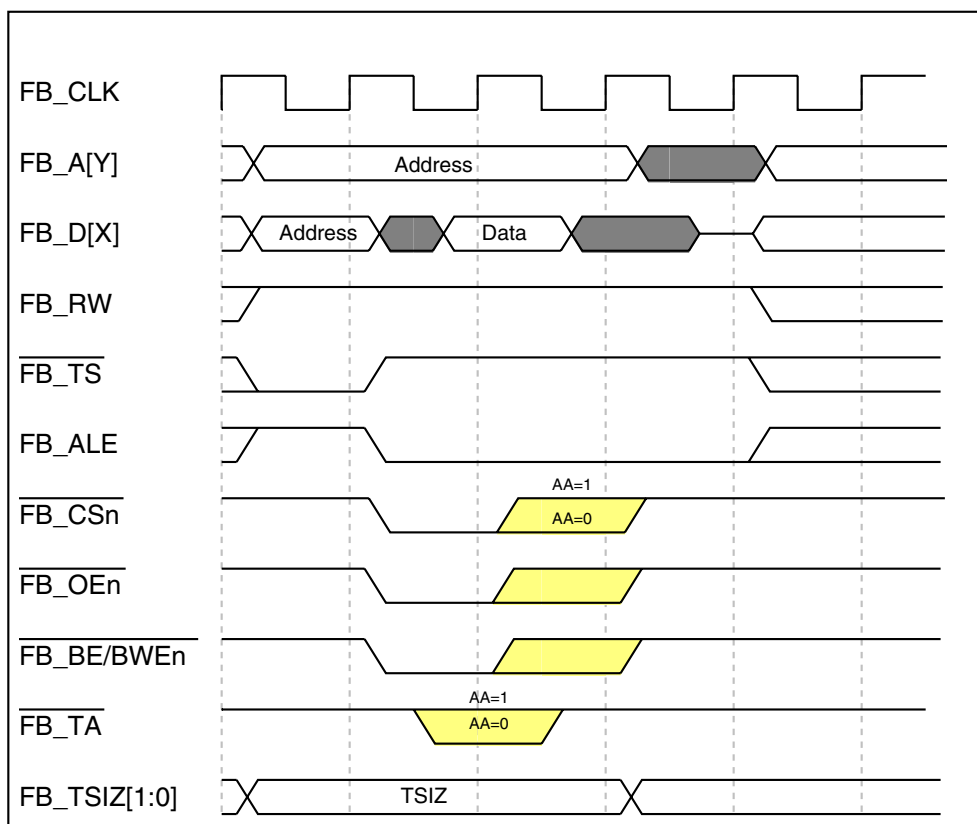 FB_CLK
FB_A[Y]
Address
FB_D[X]
Address
Data
FB_RW
FB_TS
FB_ALE
AA=1
FB_CSn
AA=0
FB_OEn
FB_BE/BWEn
AA=1
FB_TA
AA=0
FB_TSIZ[1:0]
TSIZ